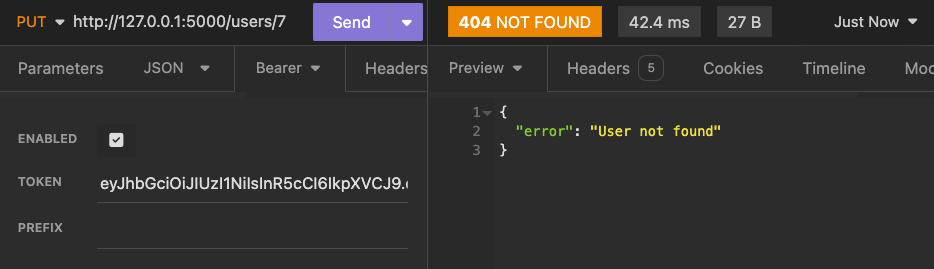 PUT http://127.0.0.1:5000/users/7 Send 404 NOT FOUND 42.4 ms 27 B Just Now
Parameters JSON Bearer Headers Preview Headers 5 Cookies Timeline Moc
ENABLED
TOKEN eyJhbGciOiJIUzI1NiIsInR5cCI6IkpXVCJ9.
PREFIX
1 {
2 "error": "User not found"
3 }